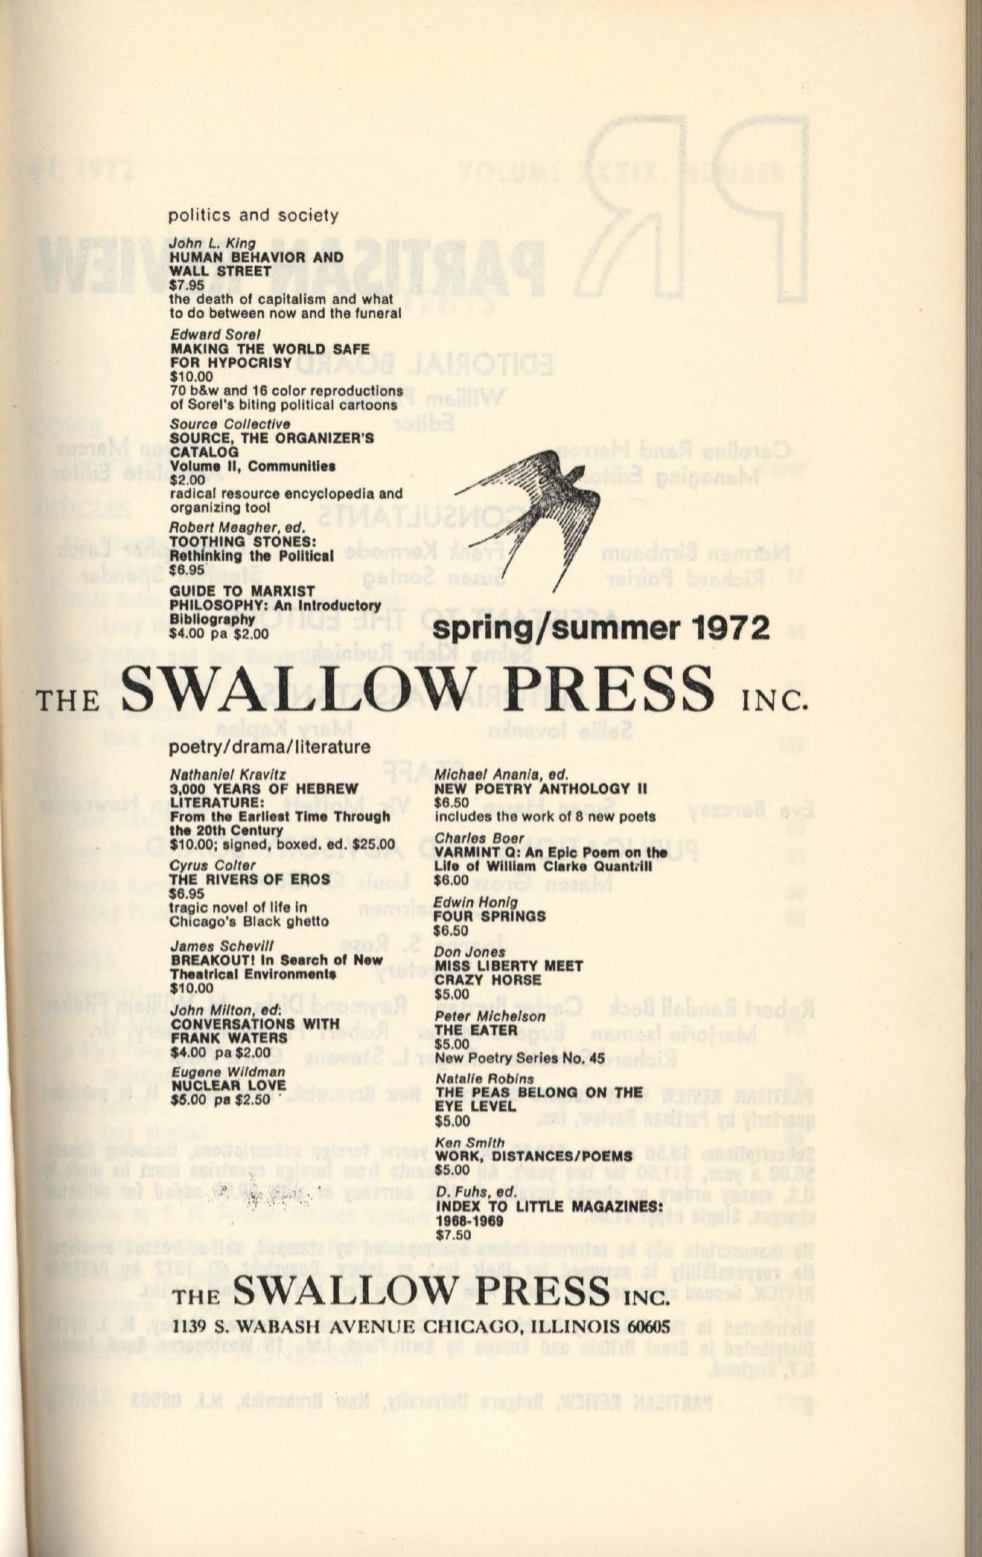 politics and society
John L. King
HUMAN BEHAVIOR AND
WALL STREET
$7.95
the death of capitalism and what
to do between now and the funeral
Edward Sorel
MAKING THE WORLD SAFE
FOR HYPOCRISY
$10.00
70 b&w and 16 color reproductions
of Sorel's biting political cartoons
Source Collective
SOURCE, THE ORGANIZER'S
CATALOG
Volume II, Communities
$2.00
radical resource encyclopedia and
organizing tool
Robert Meagher, ed.
TOOTHING STONES:
Rethinking the Political
$6.95
GUIDE TO MARXIST
PHILOSOPHY: An Introductory
Bibliography
$4.00 pa $2.00
spring/summer 1972
THE SWALLOW PRESS INC.
poetry/drama/literature
Nathaniel Kravitz
3,000 YEARS OF HEBREW
LITERATURE:
From the Earliest Time Through
the 20th Century
$10.00; signed, boxed. ed. $25.00
Cyrus Colter
THE RIVERS OF EROS
$6.95
tragic novel of life in
Chicago's Black ghetto
James Schevill
BREAKOUT! In Search of New
Theatrical Environments
$10.00
John Milton, ed:
CONVERSATIONS WITH
FRANK WATERS
$4.00 pa $2.00
Eugene Wildman
NUCLEAR LOVE
$5.00 pa $2.50
Michael Anania, ed.
NEW POETRY ANTHOLOGY II
$6.50
includes the work of 8 new poets
Charles Boer
VARMINT Q: An Epic Poem on the
Life of William Clarke Quantrill
$6.00
Edwin Honig
FOUR SPRINGS
$6.50
Don Jones
MISS LIBERTY MEET
CRAZY HORSE
$5.00
Peter Michelson
THE EATER
$5.00
New Poetry Series No. 45
Natalie Robins
THE PEAS BELONG ON THE
EYE LEVEL
$5.00
Ken Smith
WORK, DISTANCES/POEMS
$5.00
D. Fuhs, ed.
INDEX TO LITTLE MAGAZINES:
1968-1969
$7.50
THE SWALLOW PRESS INC.
1139 S. WABASH AVENUE CHICAGO, ILLINOIS 60605